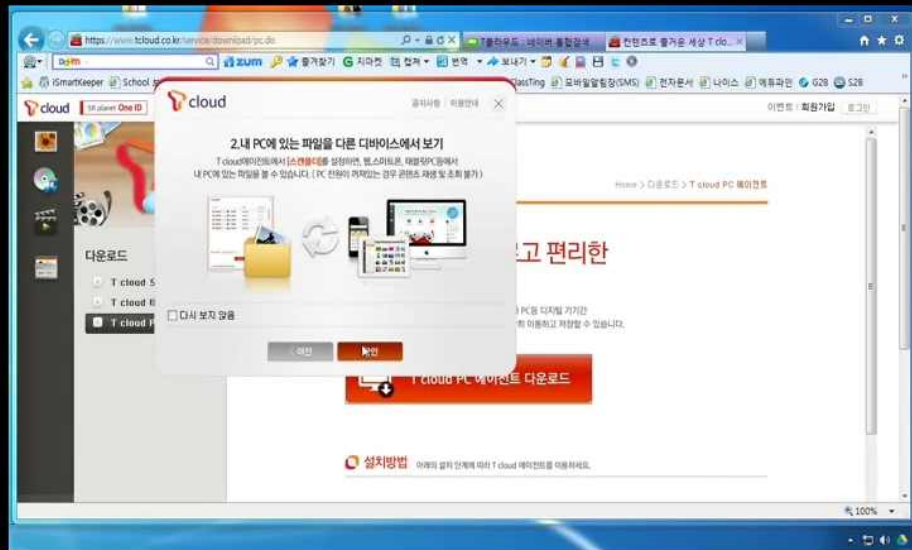 https://www.tcloud.co.kr/service/download/pc.do
T클라우드 : 네이버 통합검색
컨텐츠로 즐거운 세상 T clo...
zum
즐겨찾기
G 지마켓
번역
보내기
iSmartKeeper
School
ClassTing
모바일알림장(SMS)
전자문서
나이스
에듀파인
G28
S28
T cloud
SK planet One ID
이벤트
회원가입
로그인
T cloud
공지사항
이용안내
2.내 PC에 있는 파일을 다른 디바이스에서 보기
T cloud에이전트에서 [스캔폴더]를 설정하면, 웹,스마트폰, 태블릿PC등에서
내 PC에 있는 파일을 볼 수 있습니다. ( PC 전원이 꺼져있는 경우 콘텐츠 재생 및 조회 불가 )
다시 보지 않음
이전
확인
Home > 다운로드 > T cloud PC 에이전트
고 편리한
PC등 디지털 기기간
이동하고 저장할 수 있습니다.
다운로드
T cloud S
T cloud
T cloud P
T cloud PC 에이전트 다운로드
설치방법
아래의 설치 단계에 따라 T cloud 에이전트를 이용하세요.
100%